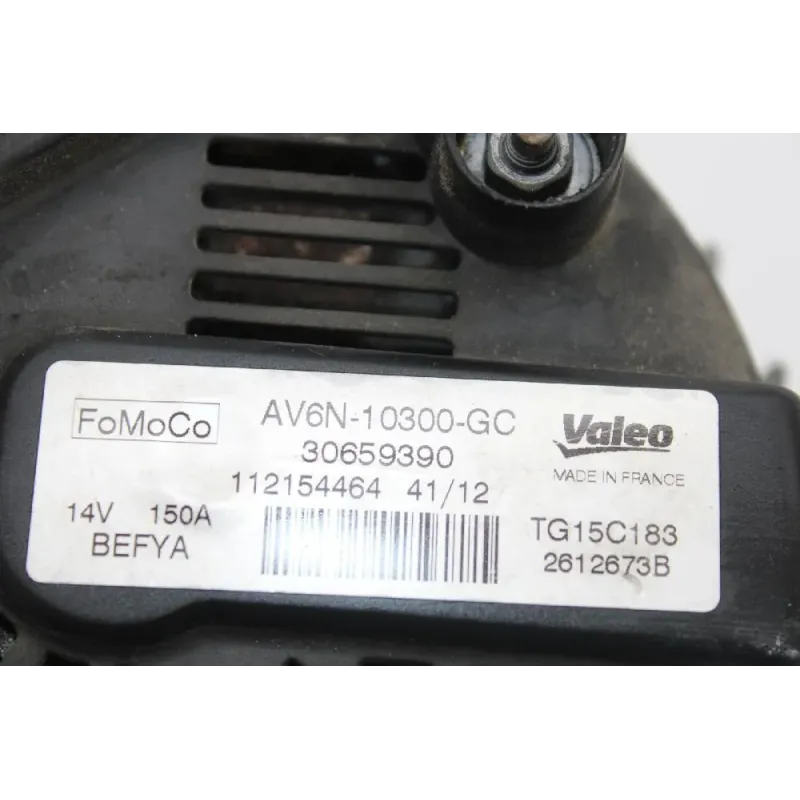 FoMoCo
AV6N-10300-GC
30659390
112154464 41/12
14V 150A
BEFYA
Valeo
MADE IN FRANCE
TG15C183
2612673B